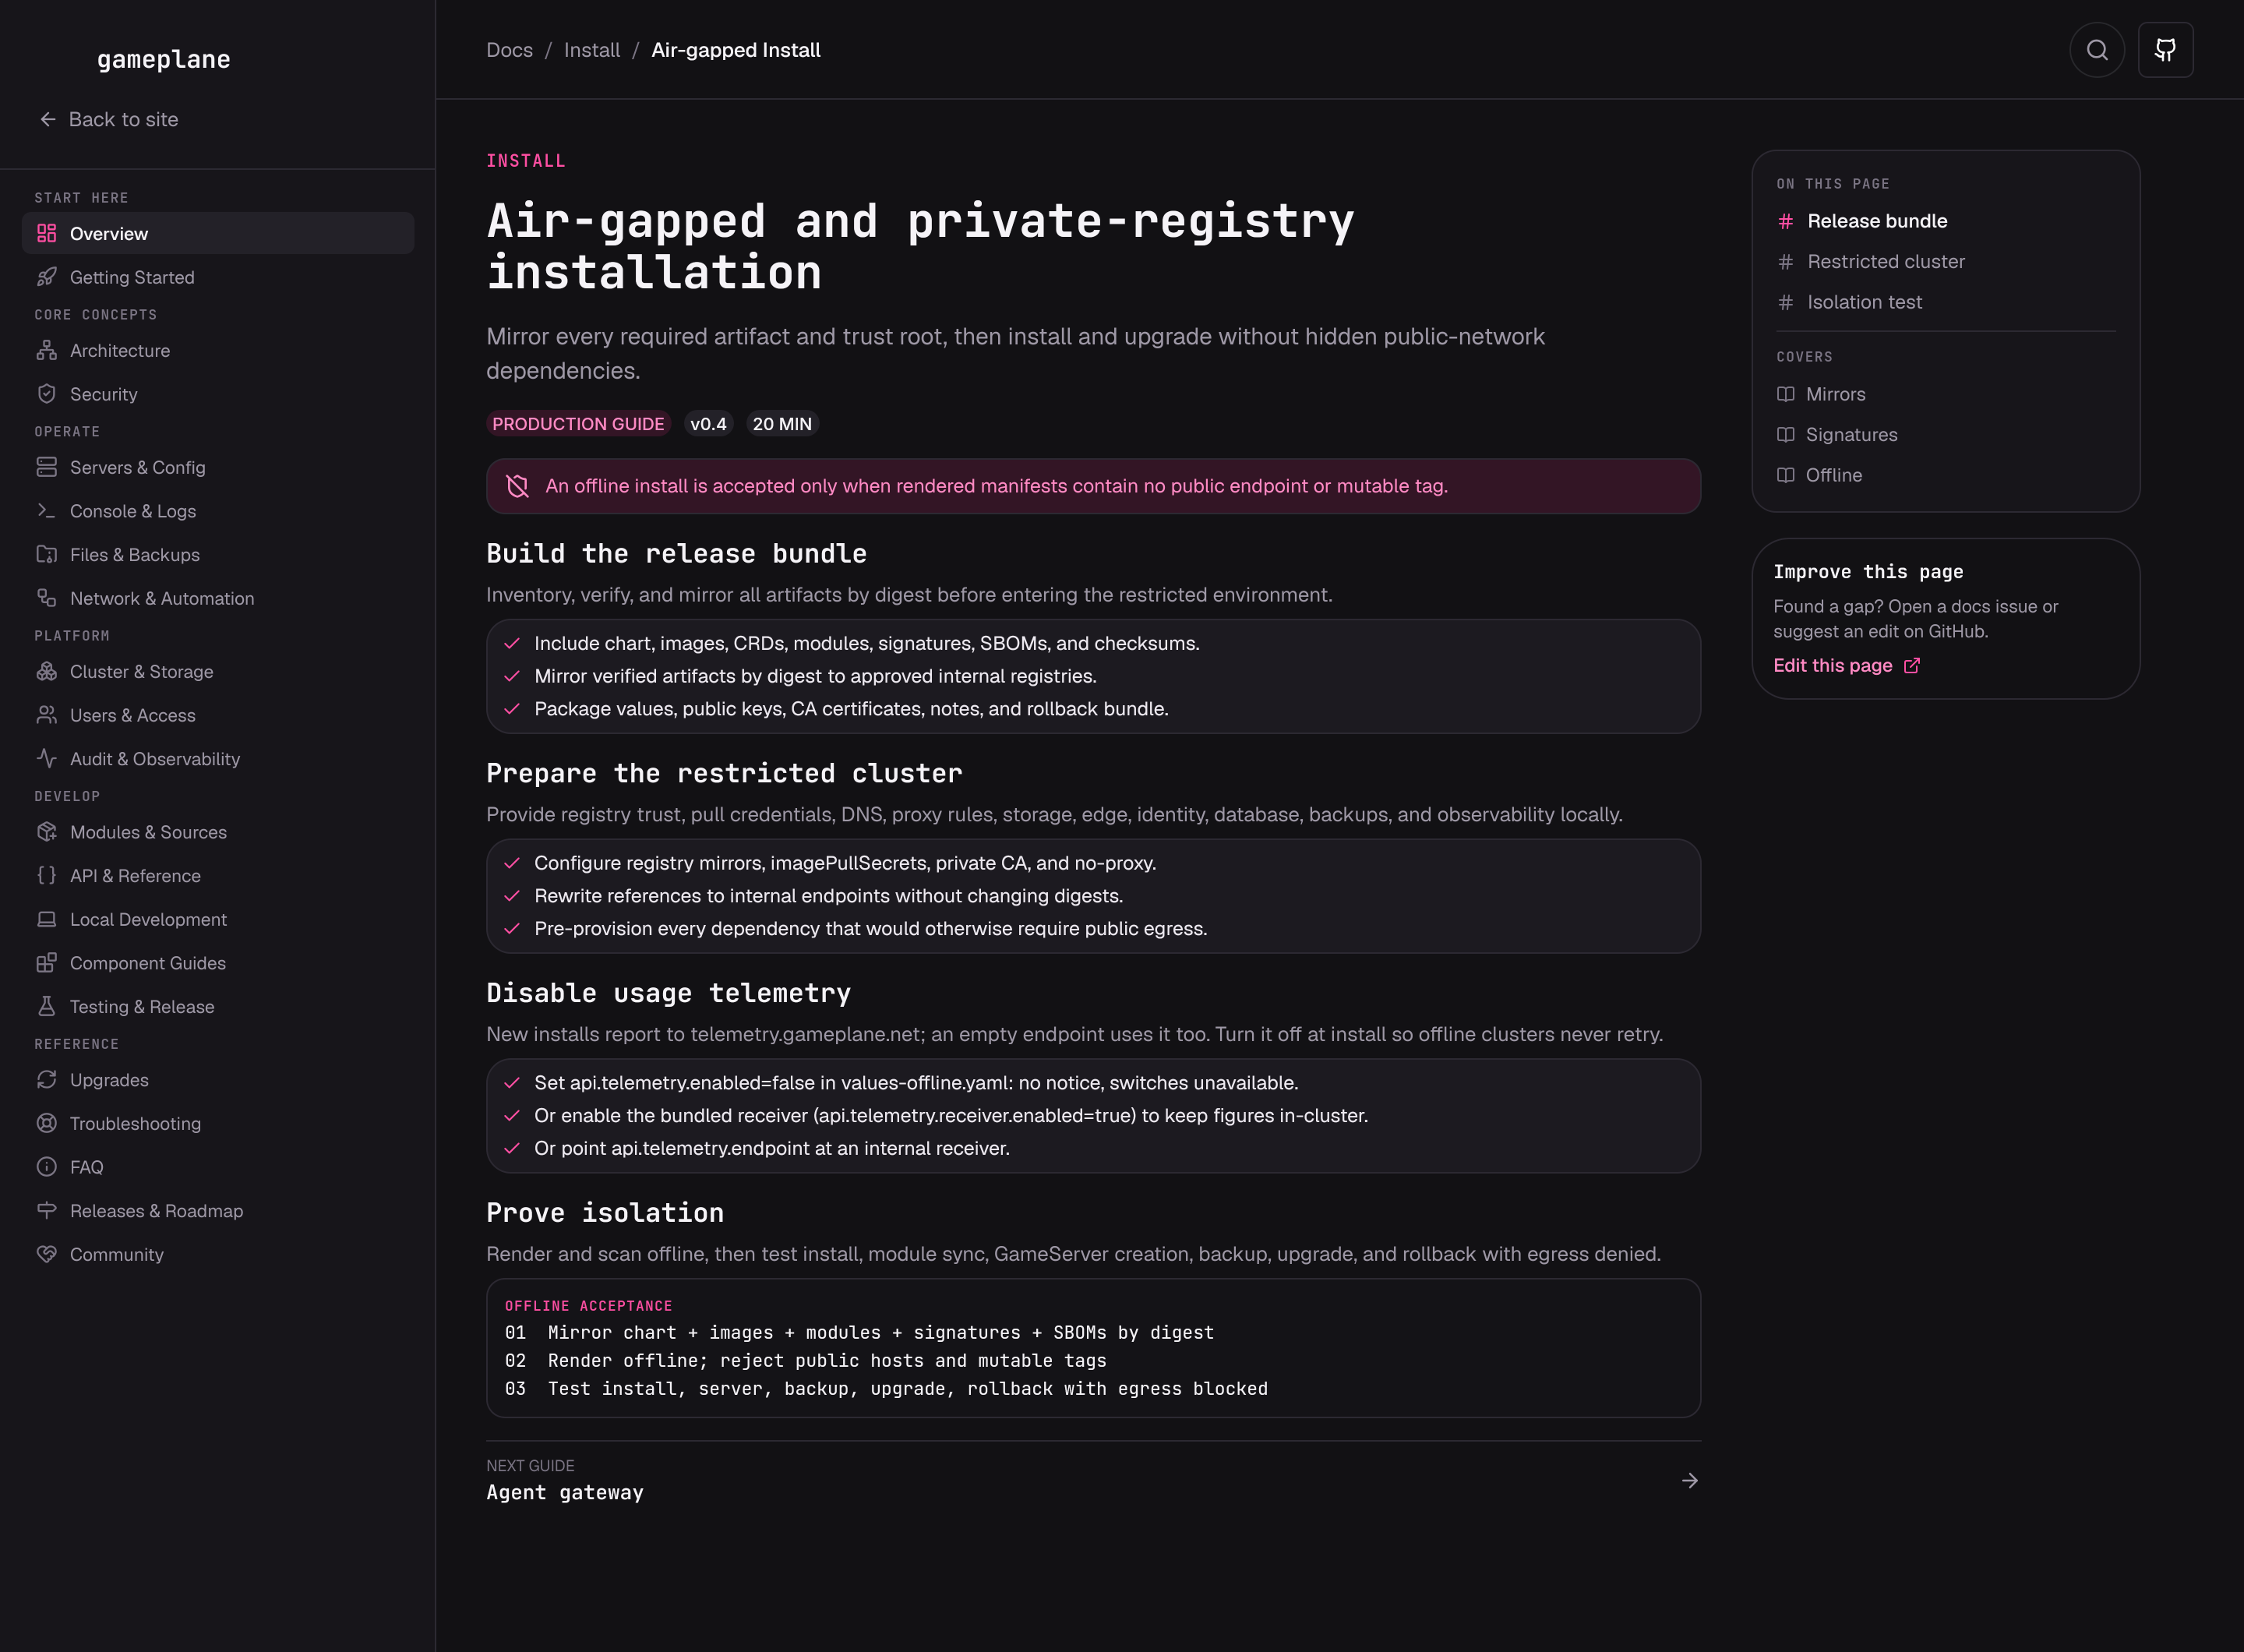 gameplane
Back to site
START HERE
Overview
Getting Started
CORE CONCEPTS
Architecture
Security
OPERATE
Servers & Config
Console & Logs
Files & Backups
Network & Automation
PLATFORM
Cluster & Storage
Users & Access
Audit & Observability
DEVELOP
Modules & Sources
API & Reference
Local Development
Component Guides
Testing & Release
REFERENCE
Upgrades
Troubleshooting
FAQ
Releases & Roadmap
Community
Docs / Install / Air-gapped Install
INSTALL
Air-gapped and private-registry
installation
Mirror every required artifact and trust root, then install and upgrade without hidden public-network
dependencies.
PRODUCTION GUIDE v0.4 20 MIN
An offline install is accepted only when rendered manifests contain no public endpoint or mutable tag.
Build the release bundle
Inventory, verify, and mirror all artifacts by digest before entering the restricted environment.
Include chart, images, CRDs, modules, signatures, SBOMs, and checksums.
Mirror verified artifacts by digest to approved internal registries.
Package values, public keys, CA certificates, notes, and rollback bundle.
Prepare the restricted cluster
Provide registry trust, pull credentials, DNS, proxy rules, storage, edge, identity, database, backups, and observability locally.
Configure registry mirrors, imagePullSecrets, private CA, and no-proxy.
Rewrite references to internal endpoints without changing digests.
Pre-provision every dependency that would otherwise require public egress.
Disable usage telemetry
New installs report to telemetry.gameplane.net; an empty endpoint uses it too. Turn it off at install so offline clusters never retry.
Set api.telemetry.enabled=false in values-offline.yaml: no notice, switches unavailable.
Or enable the bundled receiver (api.telemetry.receiver.enabled=true) to keep figures in-cluster.
Or point api.telemetry.endpoint at an internal receiver.
Prove isolation
Render and scan offline, then test install, module sync, GameServer creation, backup, upgrade, and rollback with egress denied.
OFFLINE ACCEPTANCE
01 Mirror chart + images + modules + signatures + SBOMs by digest
02 Render offline; reject public hosts and mutable tags
03 Test install, server, backup, upgrade, rollback with egress blocked
NEXT GUIDE
Agent gateway
ON THIS PAGE
# Release bundle
# Restricted cluster
# Isolation test
COVERS
Mirrors
Signatures
Offline
Improve this page
Found a gap? Open a docs issue or
suggest an edit on GitHub.
Edit this page